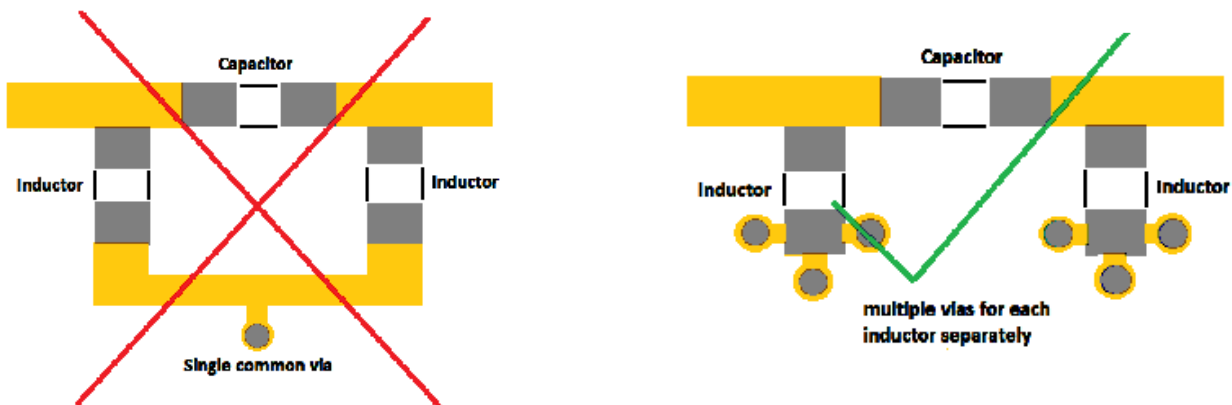 Capacitor
Inductor
Inductor
Single common via
Capacitor
Inductor
Inductor
multiple vias for each
inductor separately